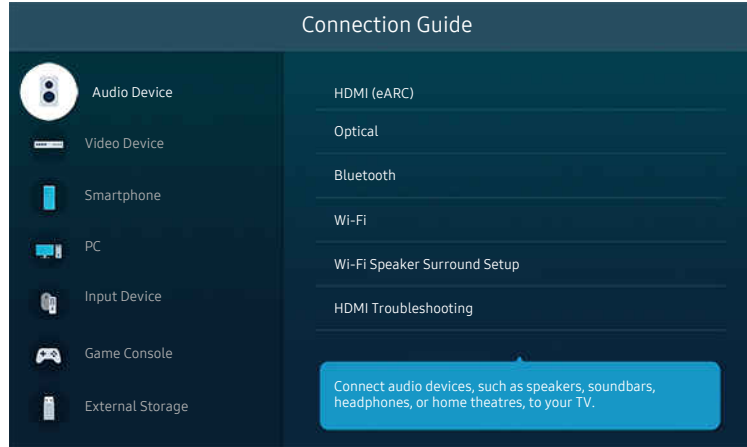 Connection Guide
Audio Device
Video Device
Smartphone
PC
Input Device
Game Console
External Storage
HDMI (eARC)
Optical
Bluetooth
Wi-Fi
Wi-Fi Speaker Surround Setup
HDMI Troubleshooting
Connect audio devices, such as speakers, soundbars,
headphones, or home theatres, to your TV.